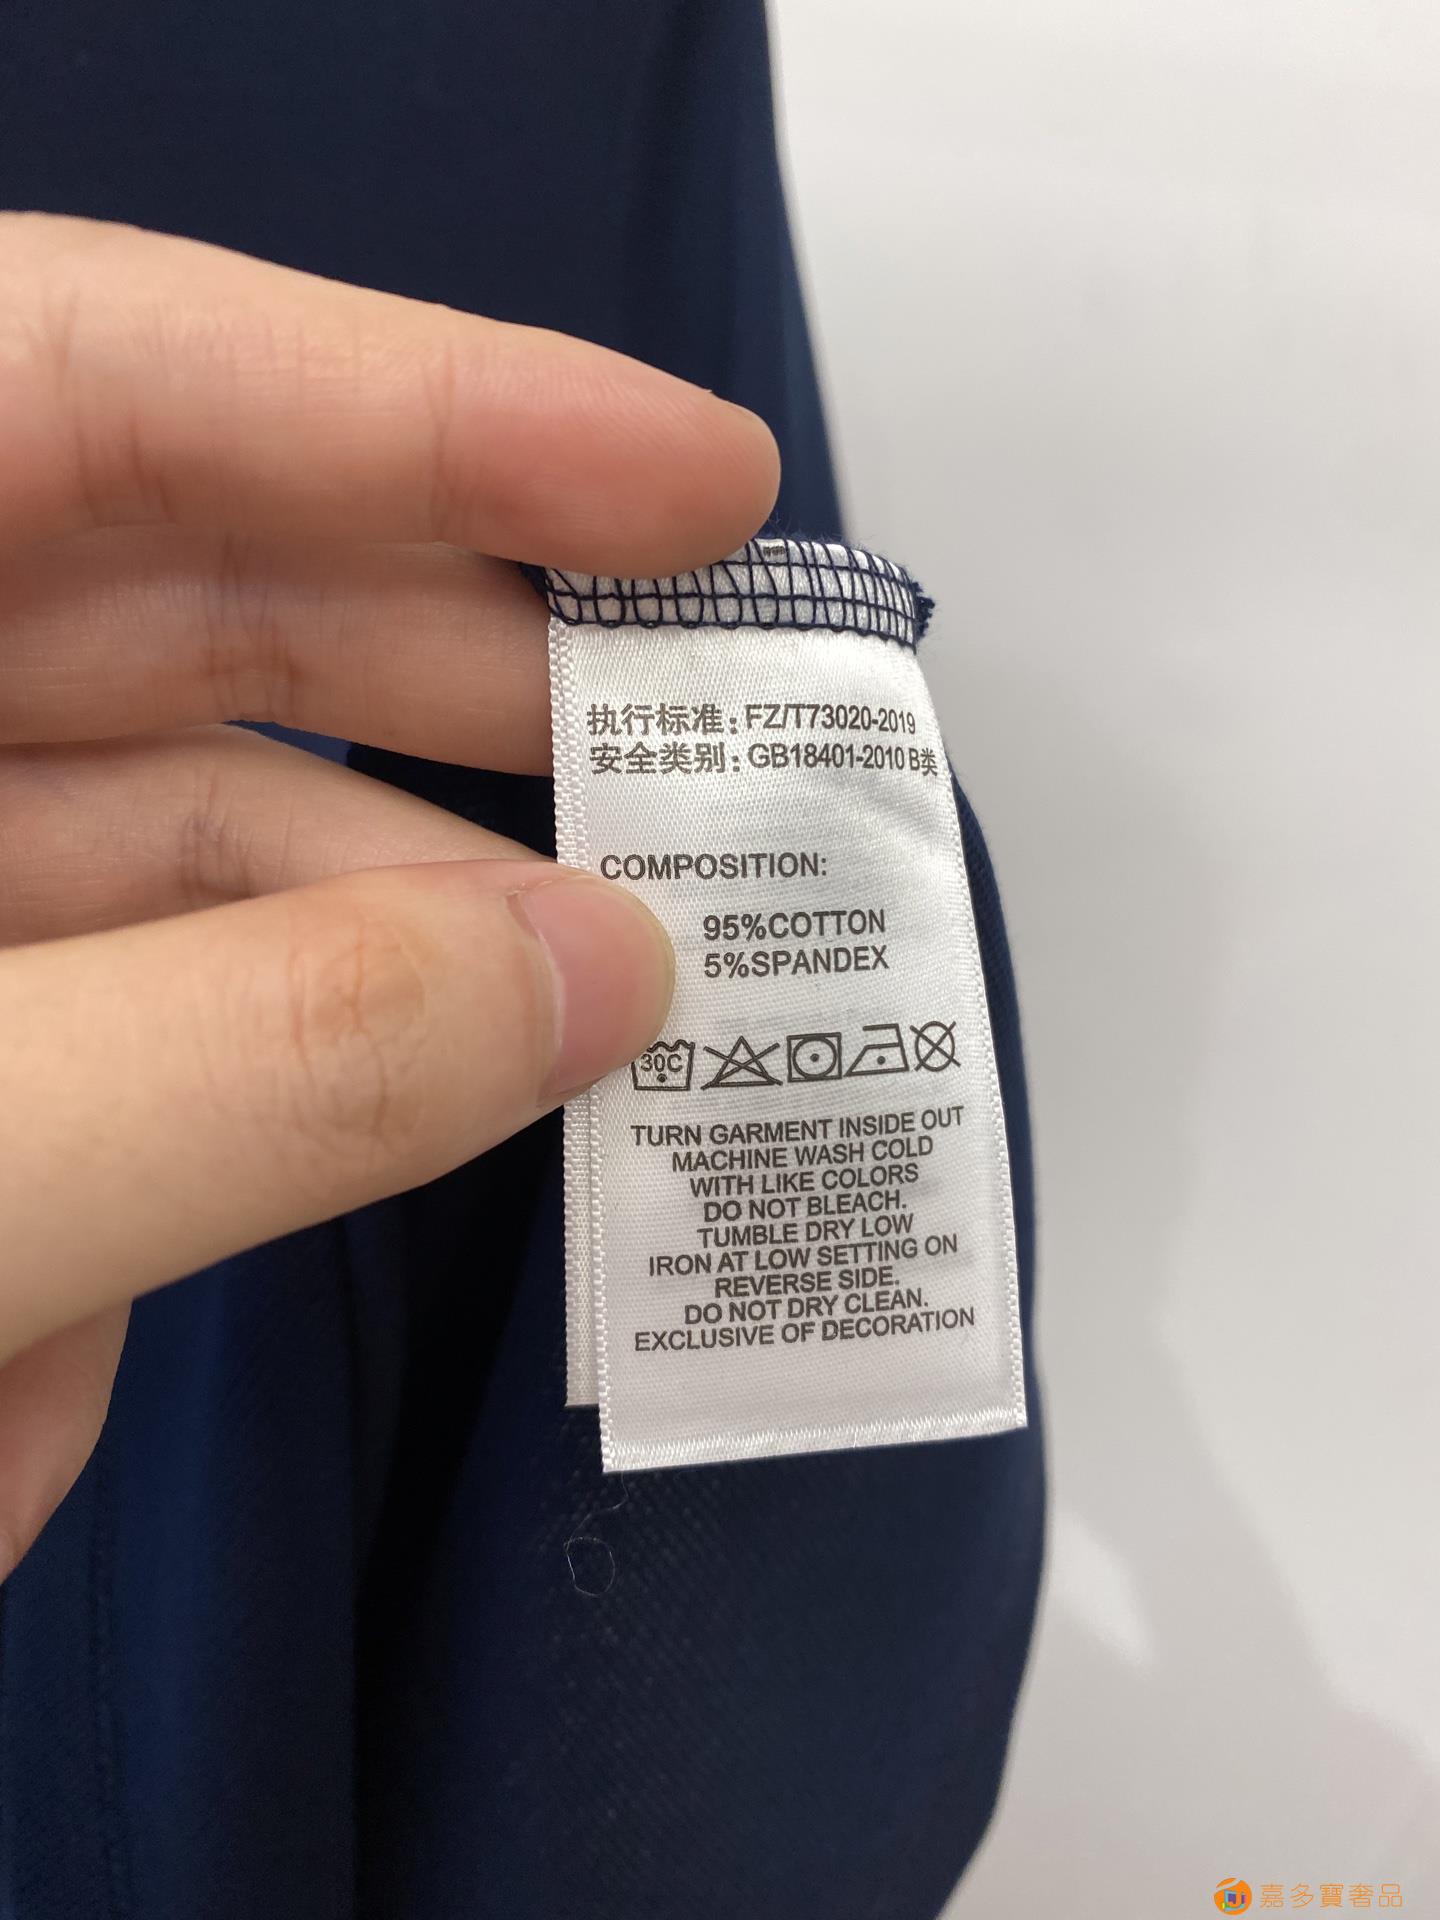 执行标准：FZ/T73020-2019
安全类别：GB18401-2010 B类
COMPOSITION:
95%COTTON
5%SPANDEX
30C
TURN GARMENT INSIDE OUT
MACHINE WASH COLD
WITH LIKE COLORS
DO NOT BLEACH.
TUMBLE DRY LOW
IRON AT LOW SETTING ON
REVERSE SIDE.
DO NOT DRY CLEAN.
EXCLUSIVE OF DECORATION
嘉多寶奢品